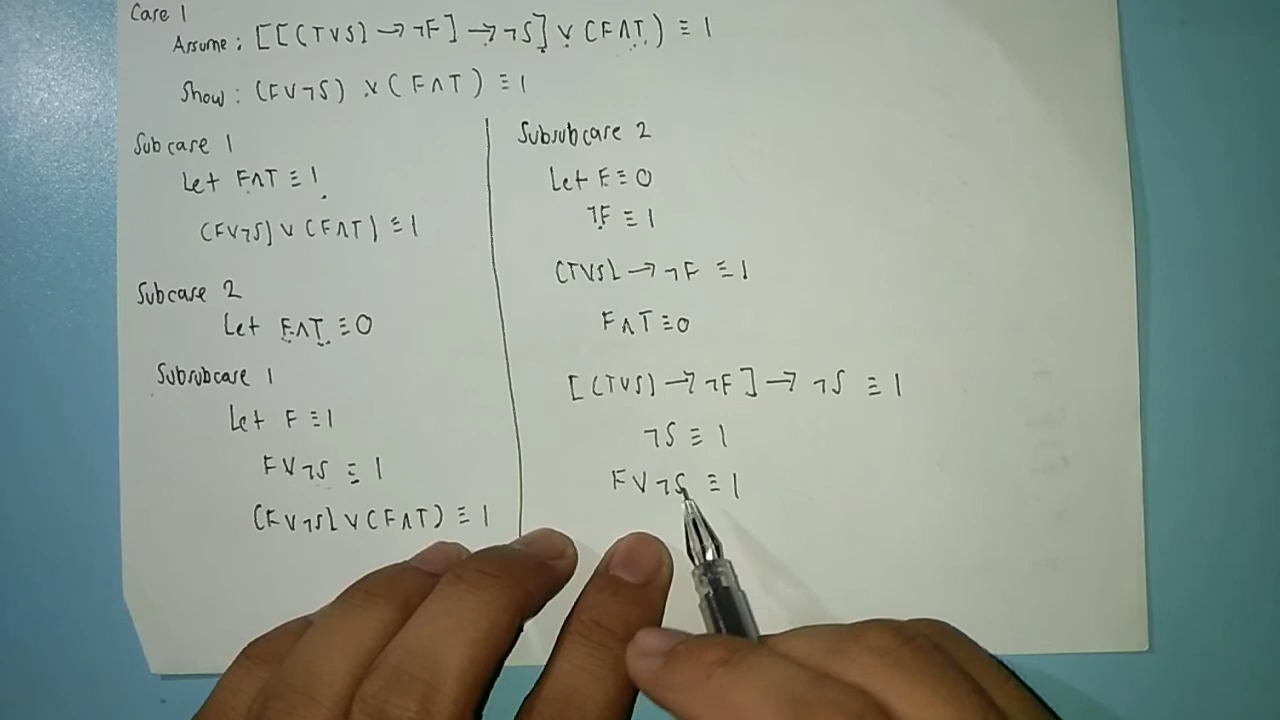 Case 1
Assume : [[(TVS] → ¬F] → ¬S] ∨ (F∧T) ≡ 1
Show : (F∨¬S) ∨ (F∧T) ≡ 1
Subcase 1
Let F∧T ≡ 1
(F∨¬S] ∨ (F∧T) ≡ 1
Subcase 2
Let F∧T ≡ 0
Subsubcase 1
Let F ≡ 1
F∨¬S ≡ 1
(F∨¬S] ∨ (F∧T) ≡ 1
Subsubcase 2
Let F ≡ 0
¬F ≡ 1
(T∨S] → ¬F ≡ 1
F∧T ≡ 0
[(T∨S) → ¬F] → ¬S ≡ 1
¬S ≡ 1
F∨¬S ≡ 1